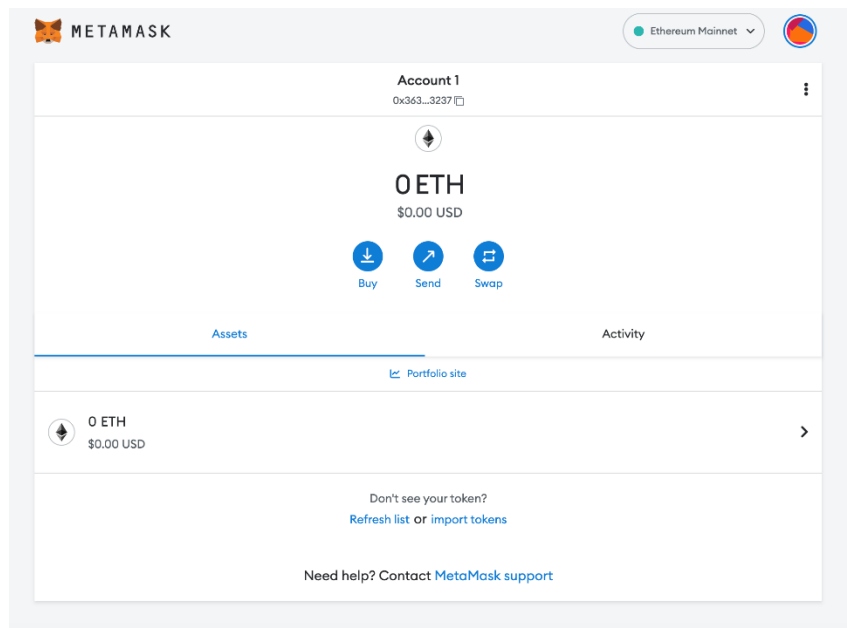 METAMASK
Ethereum Mainnet
Account 1
0x363...3237
0 ETH
$0.00 USD
Buy Send Swap
Assets Activity
Portfolio site
0 ETH
$0.00 USD
Don't see your token?
Refresh list or import tokens
Need help? Contact MetaMask support